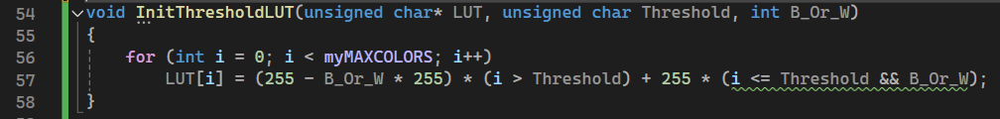 54 void InitThresholdLUT(unsigned char* LUT, unsigned char Threshold, int B_Or_W)
55 {
56 for (int i = 0; i < myMAXCOLORS; i++)
57 LUT[i] = (255 - B_Or_W * 255) * (i > Threshold) + 255 * (i <= Threshold && B_Or_W);
58 }